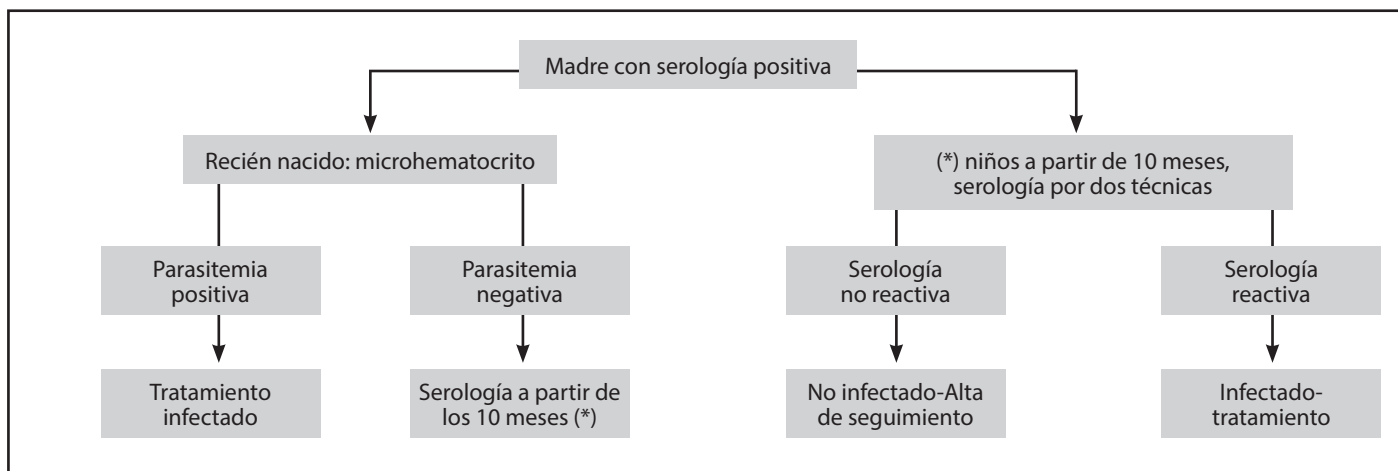 Madre con serología positiva
Recién nacido: microhematocrito
(*) niños a partir de 10 meses,
serología por dos técnicas
Parasitemia
positiva
Parasitemia
negativa
Serología
no reactiva
Serología
reactiva
Tratamiento
infectado
Serología a partir de
los 10 meses (*)
No infectado-Alta
de seguimiento
Infectado-
tratamiento